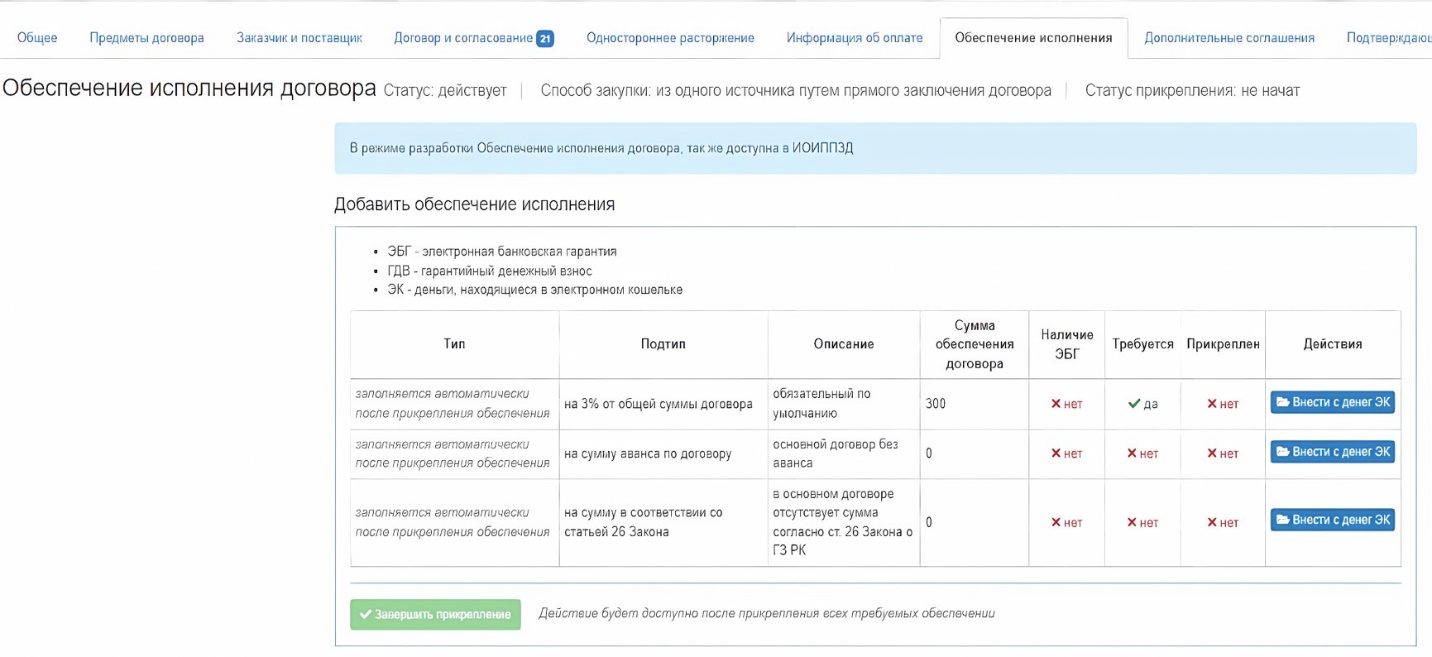 Общее Предметы договора Заказчик и поставщик Договор и согласование 21 Одностороннее расторжение Информация об оплате Обеспечение исполнения Дополнительные соглашения Подтверждающ
Обеспечение исполнения договора Статус: действует Способ закупки: из одного источника путем прямого заключения договора Статус прикрепления: не начат
В режиме разработки Обеспечение исполнения договора, так же доступна в ИОИППЗД
Добавить обеспечение исполнения
• ЭБГ - электронная банковская гарантия
• ГДВ - гарантийный денежный взнос
• ЭК - деньги, находящиеся в электронном кошельке
Тип
Подтип
Описание
Сумма
обеспечения
договора
Наличие
ЭБГ
Требуется
Прикреплен
Действия
заполняется автоматически
после прикрепления обеспечения
на 3% от общей суммы договора
обязательный по
умолчанию
300
нет
да
нет
Внести с денег ЭК
заполняется автоматически
после прикрепления обеспечения
на сумму аванса по договору
основной договор без
аванса
0
нет
нет
нет
Внести с денег ЭК
заполняется автоматически
после прикрепления обеспечения
на сумму в соответствии со
статьей 26 Закона
в основном договоре
отсутствует сумма
согласно ст. 26 Закона о
ГЗ РК
0
нет
нет
нет
Внести с денег ЭК
Завершить прикрепление
Действие будет доступно после прикрепления всех требуемых обеспечении